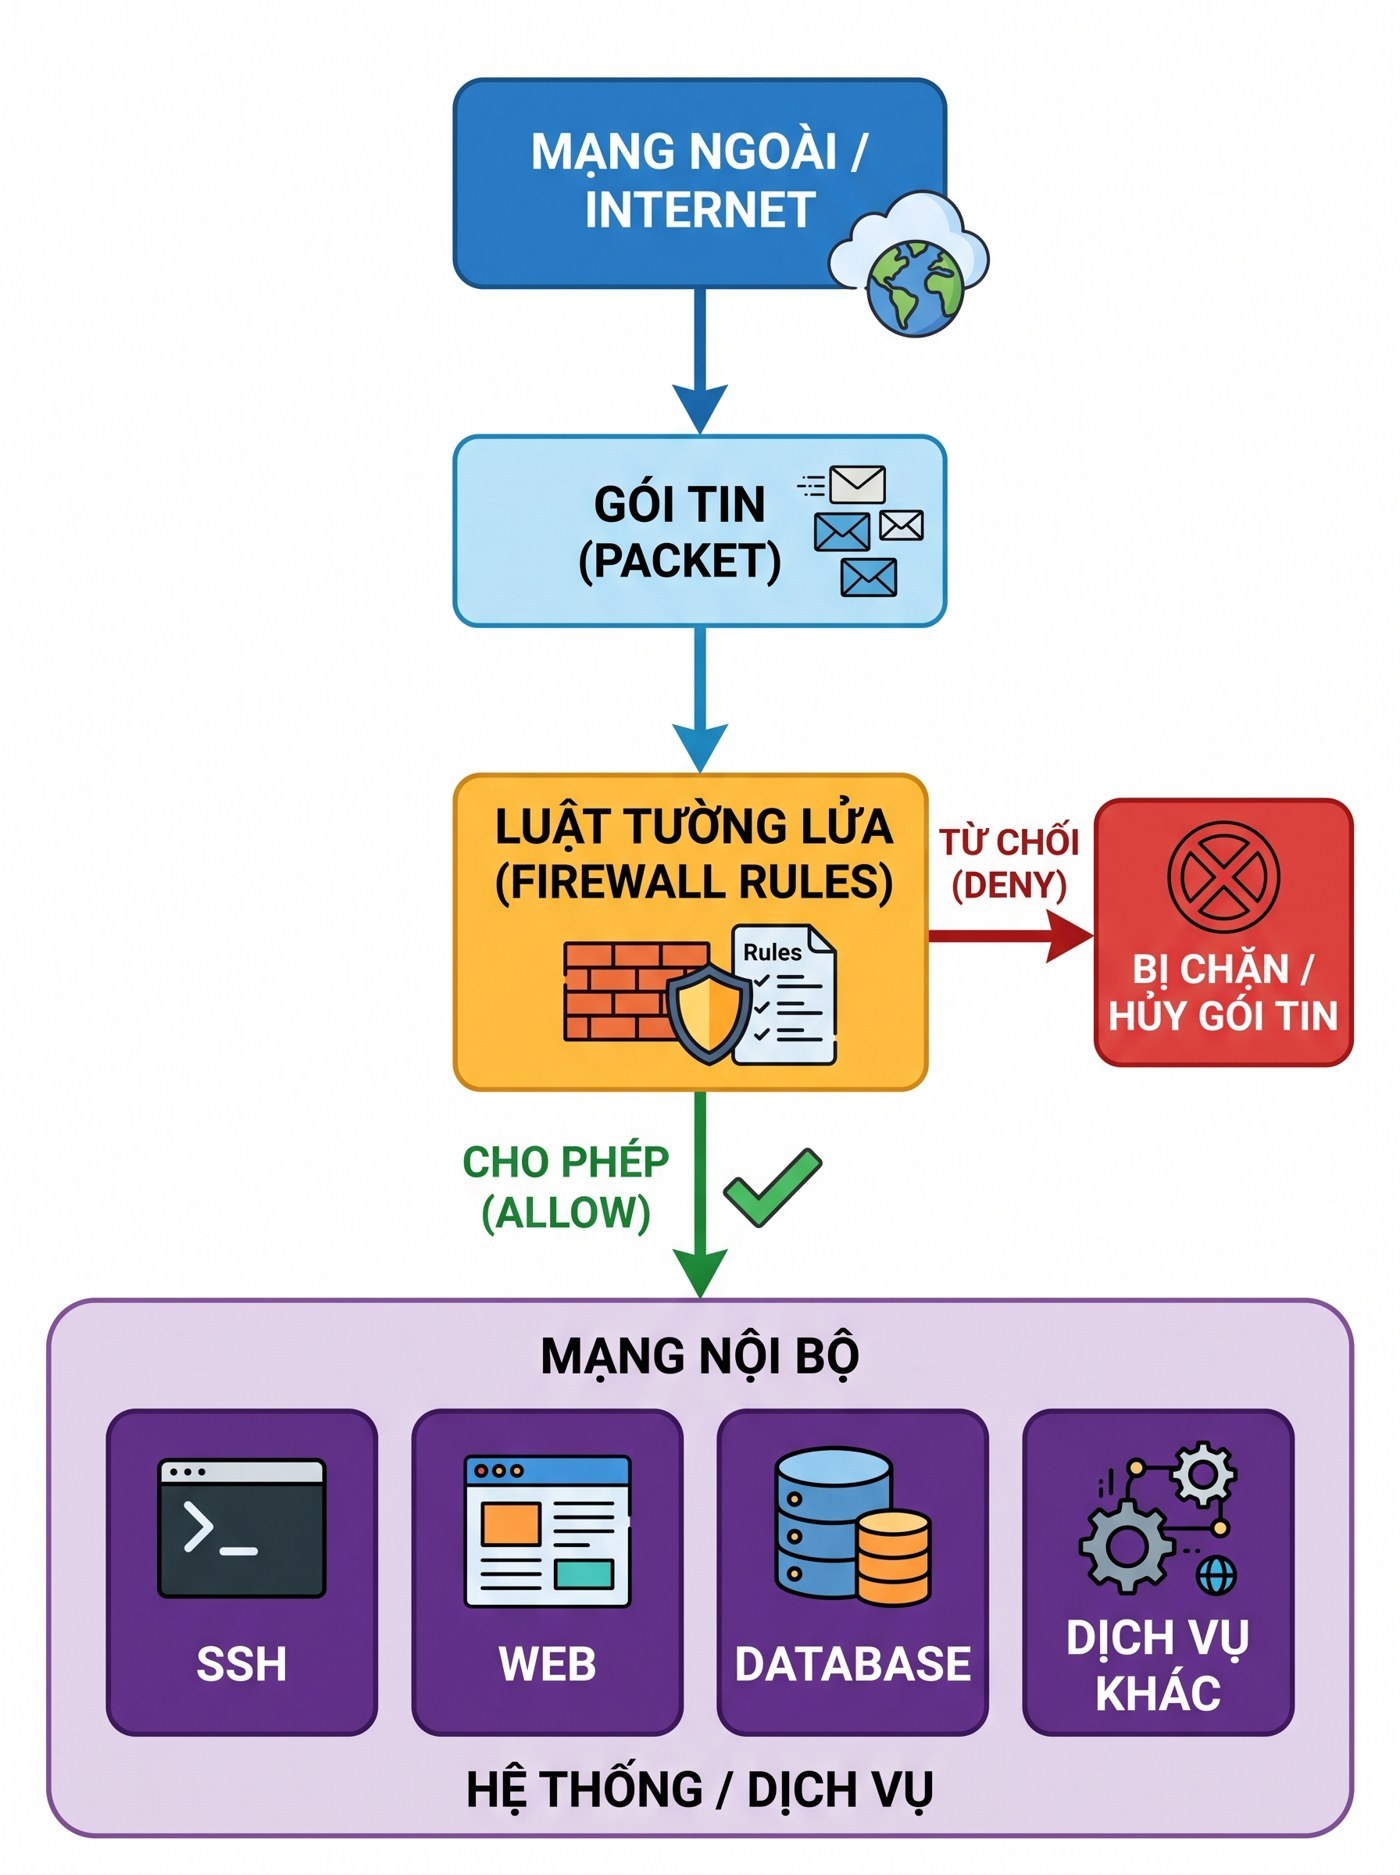 MẠNG NGOÀI /
INTERNET
GÓI TIN
(PACKET)
LUẬT TƯỜNG LỬA
(FIREWALL RULES)
Rules
TỪ CHỐI
(DENY)
BỊ CHẶN /
HỦY GÓI TIN
CHO PHÉP
(ALLOW)
MẠNG NỘI BỘ
SSH
WEB
DATABASE
DỊCH VỤ
KHÁC
HỆ THỐNG / DỊCH VỤ